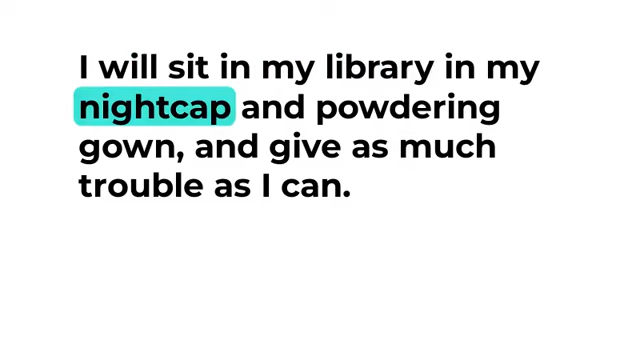 I will sit in my library in my
nightcap and powdering
gown, and give as much
trouble as I can.